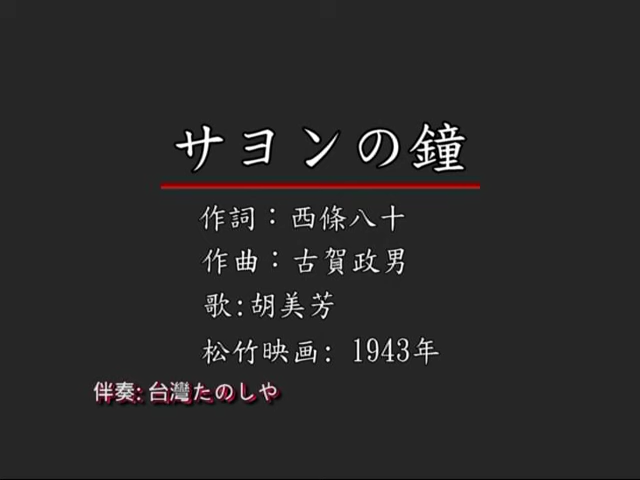 サヨンの鐘
作詞：西條八十
作曲：古賀政男
歌:胡美芳
松竹映画: 1943年
伴奏:台灣たのしや